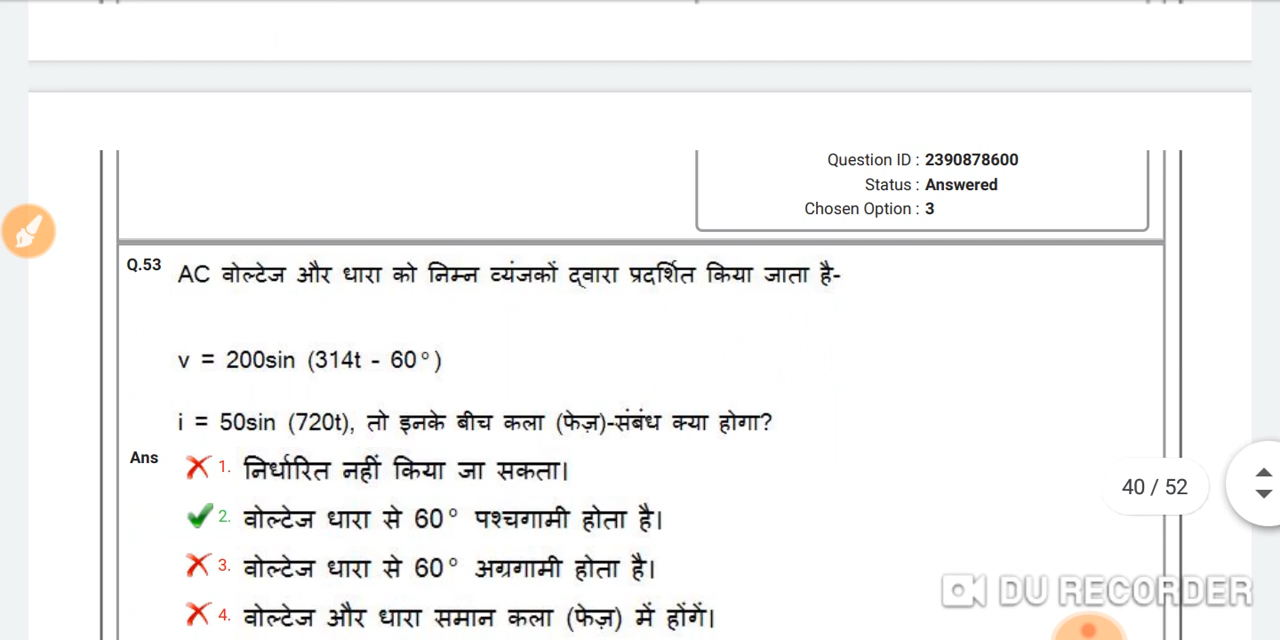 Question ID : 2390878600
Status : Answered
Chosen Option : 3
Q.53 AC वोल्टेज और धारा को निम्न व्यंजकों द्वारा प्रदर्शित किया जाता है-
v = 200sin (314t - 60°)
i = 50sin (720t), तो इनके बीच कला (फेज़)-संबंध क्या होगा?
Ans 1. निर्धारित नहीं किया जा सकता।
2. वोल्टेज धारा से 60° पश्चगामी होता है।
40 / 52
3. वोल्टेज धारा से 60° अग्रगामी होता है।
DU RECORDER
4. वोल्टेज और धारा समान कला (फेज़) में होंगें।